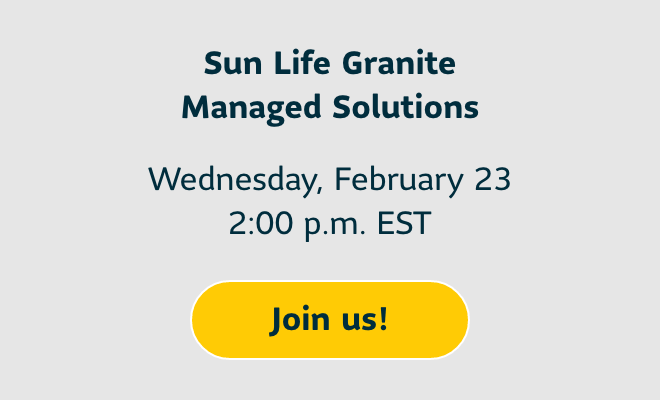 Sun Life Granite
Managed Solutions
Wednesday, February 23
2:00 p.m. EST
Join us!